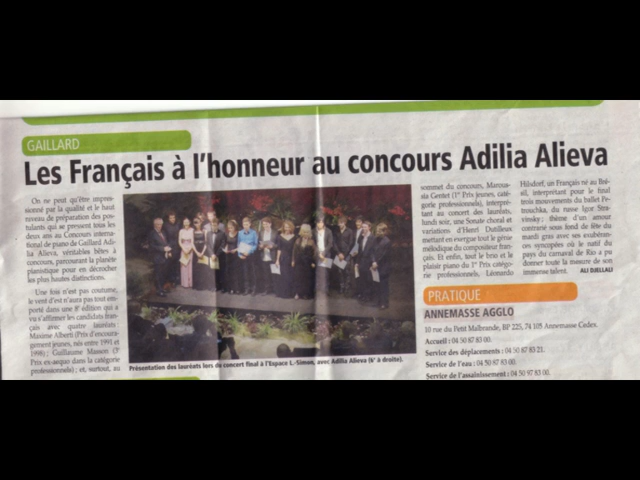 GAILLARD
Les Français à l'honneur au concours Adilia Alieva
On ne peut qu'être impres-
sionné par la qualité et le haut
niveau de préparation des pos-
tulants qui se pressent tous les
deux ans au Concours interna-
tional de piano de Gaillard Adi-
lia Alieva, véritables bêtes à
concours, parcourant la planète
pianistique pour en décrocher
les plus hautes distinctions.
Une fois n'est pas coutume,
le vent d'est n'aura pas tout em-
porté dans une 8e édition qui a
vu s'affirmer les candidats fran-
çais avec quatre lauréats :
Maxime Alberti (Prix d'encoura-
gement jeunes, nés entre 1991 et
1998) ; Guillaume Masson (3e
Prix ex-aequo dans la catégorie
professionnels) ; et, surtout, au
Présentation des lauréats lors du concert final à l'Espace L.-Simon, avec Adilia Alieva (6e à droite).
sommet du concours, Marous-
sia Gentet (1er Prix jeunes, caté-
gorie professionnels), interpré-
tant au concert des lauréats,
lundi soir, une Sonate choral et
variations d'Henri Dutilleux
mettant en exergue tout le génie
mélodique du compositeur fran-
çais. Et enfin, tout le brio et le
plaisir piano du 1er Prix catégo-
rie professionnels, Léonardo
Hilsdorf, un Français né au Bré-
sil, interprétant pour le final
trois mouvements du ballet Pe-
trouchka, du russe Igor Stra-
vinsky ; thème d'un amour
contrarié sous fond de fête du
mardi gras avec ses exubéran-
ces syncopées où le natif du
pays du carnaval de Rio a pu
donner toute la mesure de son
immense talent. ALI DJELLALI
PRATIQUE
ANNEMASSE AGGLO
10 rue du Petit Malbrande, BP 225, 74 105 Annemasse Cedex.
Accueil : 04 50 87 83 00.
Service des déplacements : 04 50 87 83 21.
Service de l'eau : 04 50 87 83 00.
Service de l'assainissement : 04 50 97 83 00.